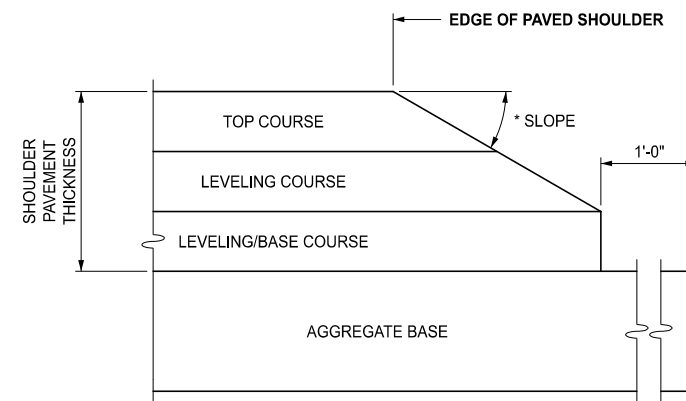 EDGE OF PAVED SHOULDER
TOP COURSE
* SLOPE
SHOULDER
PAVEMENT
THICKNESS
1'-0"
LEVELING COURSE
LEVELING/BASE COURSE
AGGREGATE BASE